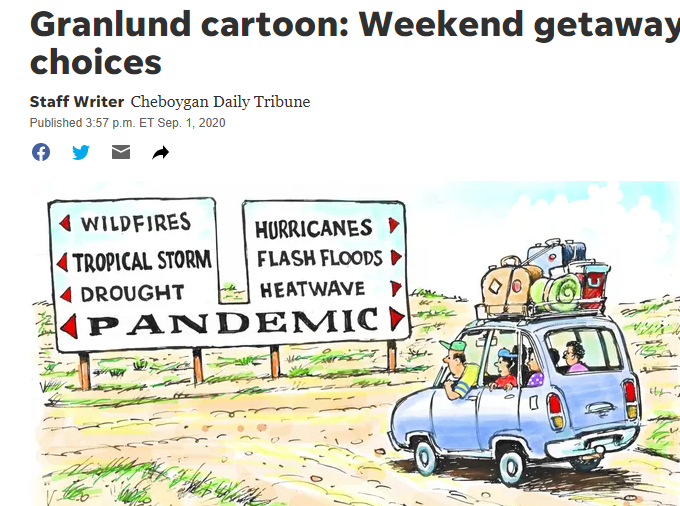 Granlund cartoon: Weekend getaway
choices
Staff Writer Cheboygan Daily Tribune
Published 3:57 p.m. ET Sep. 1, 2020
WILDFIRES
TROPICAL STORM
DROUGHT
HURRICANES
FLASH FLOODS
HEATWAVE
PANDEMIC